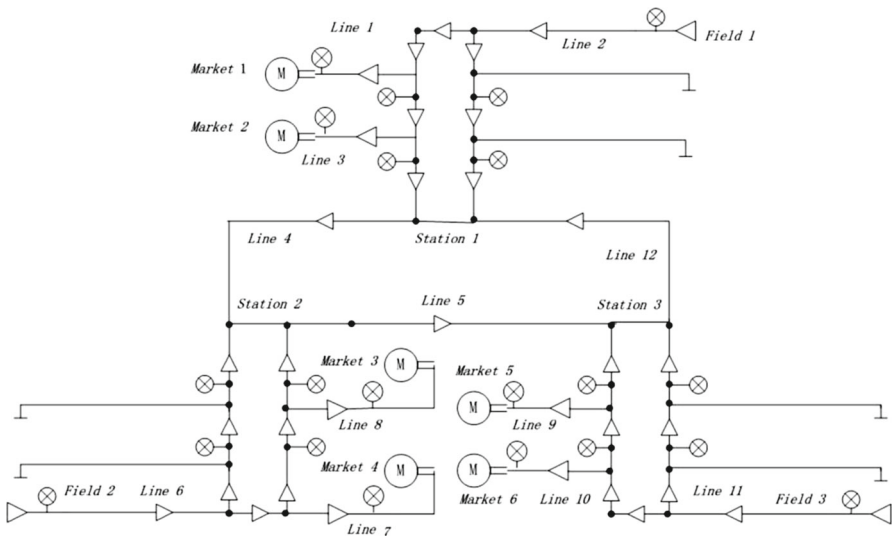 Line 1
Line 2
Field 1
Market 1
M
Market 2
M
Line 3
Line 4
Station 1
Line 12
Station 2
Line 5
Station 3
Market 3
M
Market 5
M
Line 8
Line 9
Market 4
M
M
Market 6
Field 2
Line 6
Line 7
Line 10
Line 11
Field 3